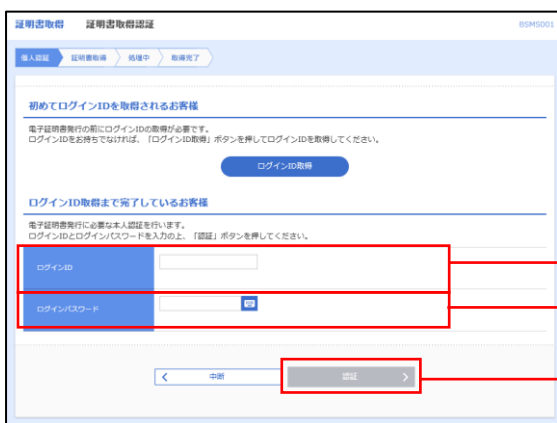 証明書取得 証明書取得認証
BSMS001
個人認証 証明書取得 処理中 取得完了
初めてログインIDを取得されるお客様
電子証明書発行の前にログインIDの取得が必要です。
ログインIDをお持ちでなければ、「ログインID取得」ボタンを押してログインIDを取得してください。
ログインID取得
ログインID取得まで完了しているお客様
電子証明書発行に必要な本人認証を行います。
ログインIDとログインパスワードを入力の上、「認証」ボタンを押してください。
ログインID
ログインパスワード
中断
認証